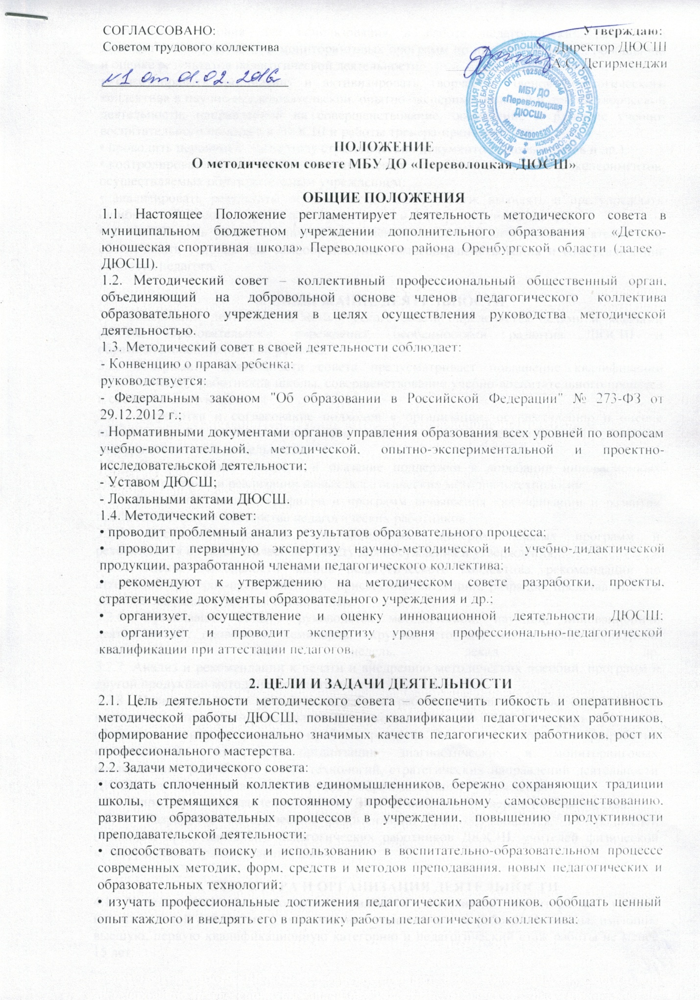 СОГЛАССОВАНО:
Утверждаю:
Советом трудового коллектива
Директор ДЮСШ
А.С. Дегирменджи
№1 от 01.02.2016
МБУ ДО
«Переволоцкая
ДЮСШ»
ИНН 5640005207
ПОЛОЖЕНИЕ
О методическом совете МБУ ДО «Переволоцкая ДЮСШ»
ОБЩИЕ ПОЛОЖЕНИЯ
1.1. Настоящее Положение регламентирует деятельность методического совета в
муниципальном бюджетном учреждении дополнительного образования «Детско-
юношеская спортивная школа» Переволоцкого района Оренбургской области (далее
ДЮСШ).
1.2. Методический совет – коллективный профессиональный общественный орган,
объединяющий на добровольной основе членов педагогического коллектива
образовательного учреждения в целях осуществления руководства методической
деятельностью.
1.3. Методический совет в своей деятельности соблюдает:
- Конвенцию о правах ребенка;
руководствуется:
- Федеральным законом "Об образовании в Российской Федерации" № 273-ФЗ от
29.12.2012 г.;
- Нормативными документами органов управления образования всех уровней по вопросам
учебно-воспитательной, методической, опытно-экспериментальной и проектно-
исследовательской деятельности;
- Уставом ДЮСШ;
- Локальными актами ДЮСШ.
1.4. Методический совет:
• проводит проблемный анализ результатов образовательного процесса;
• проводит первичную экспертизу научно-методической и учебно-дидактической
продукции, разработанной членами педагогического коллектива;
• рекомендуют к утверждению на методическом совете разработки, проекты,
стратегические документы образовательного учреждения и др.;
• организует, осуществление и оценку инновационной деятельности ДЮСШ;
• организует и проводит экспертизу уровня профессионально-педагогической
квалификации при аттестации педагогов.
2. ЦЕЛИ И ЗАДАЧИ ДЕЯТЕЛЬНОСТИ
2.1. Цель деятельности методического совета – обеспечить гибкость и оперативность
методической работы ДЮСШ, повышение квалификации педагогических работников,
формирование профессионально значимых качеств педагогических работников, рост их
профессионального мастерства.
2.2. Задачи методического совета:
• создать сплоченный коллектив единомышленников, бережно сохраняющих традиции
школы, стремящихся к постоянному профессиональному самосовершенствованию,
развитию образовательных процессов в учреждении, повышению продуктивности
преподавательской деятельности;
• способствовать поиску и использованию в воспитательно-образовательном процессе
современных методик, форм, средств и методов преподавания, новых педагогических и
образовательных технологий;
• изучать профессиональные достижения педагогических работников, обобщать ценный
опыт каждого и внедрять его в практику работы педагогического коллектива;